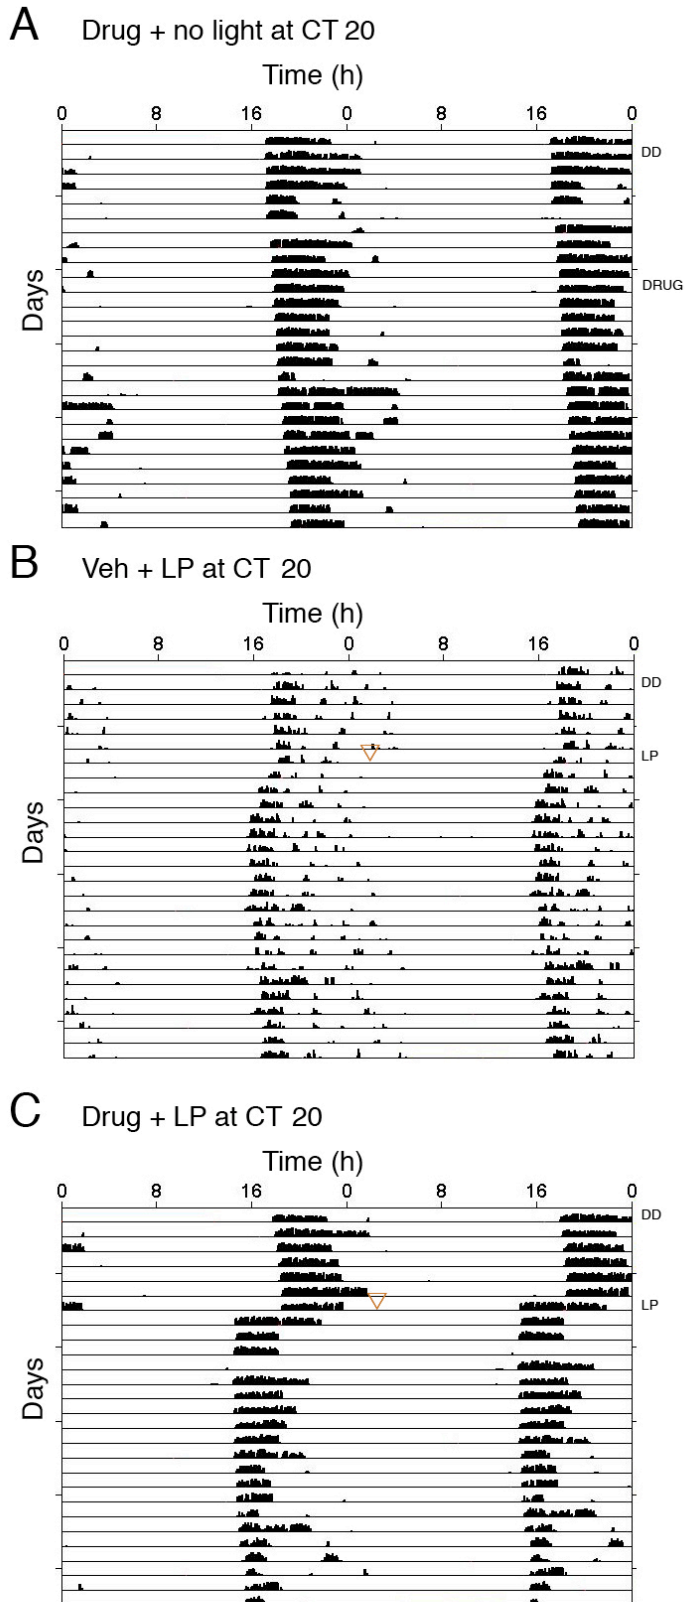 A Drug + no light at CT 20
Time (h)
0 8 16 0 8 16 0
DD
DRUG
Days
B Veh + LP at CT 20
Time (h)
0 8 16 0 8 16 0
DD
LP
Days
C Drug + LP at CT 20
Time (h)
0 8 16 0 8 16 0
DD
LP
Days